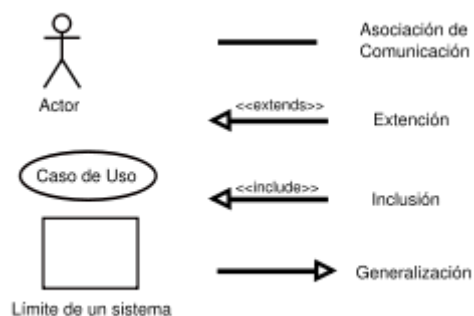 Asociación de
Comunicación
Actor
<<extends>>
Extención
Caso de Uso
<<include>>
Inclusión
Generalización
Límite de un sistema